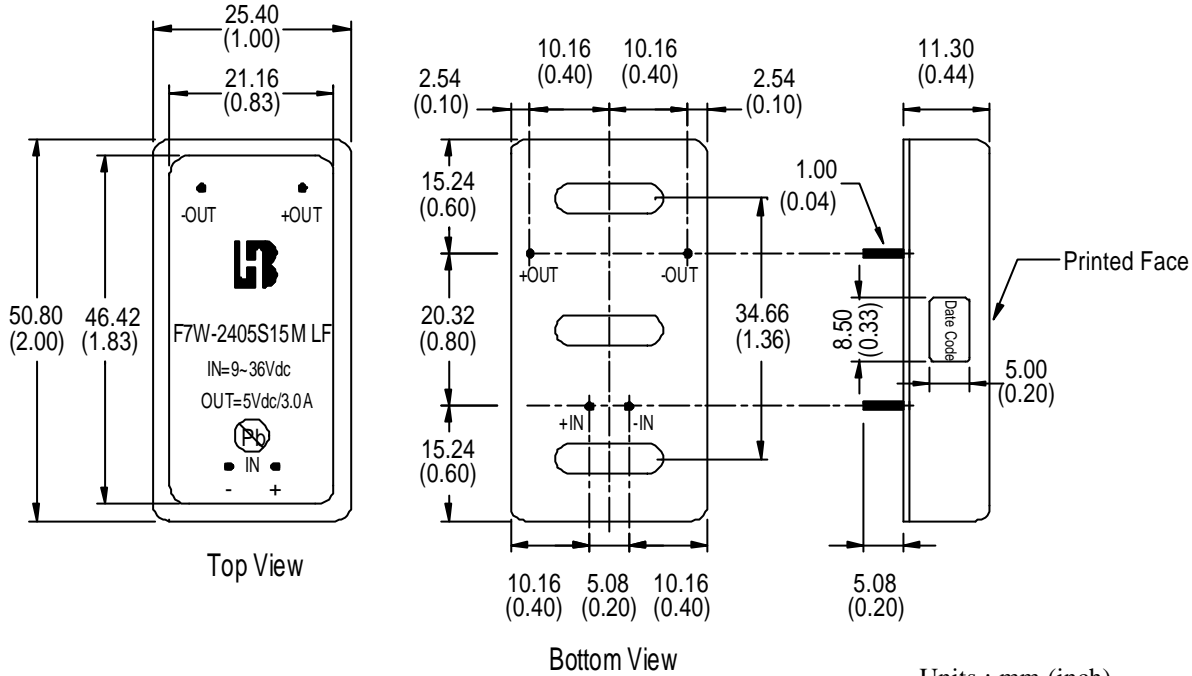 25.40
(1.00)
21.16
(0.83)
50.80
(2.00)
46.42
(1.83)
-OUT
+OUT
F7W-2405S15M LF
IN=9~36Vdc
OUT=5Vdc/3.0A
Pb
IN
- +
Top View
10.16
(0.40)
10.16
(0.40)
2.54
(0.10)
2.54
(0.10)
15.24
(0.60)
20.32
(0.80)
15.24
(0.60)
+OUT
-OUT
34.66
(1.36)
+IN
-IN
10.16
(0.40)
5.08
(0.20)
10.16
(0.40)
Bottom View
11.30
(0.44)
1.00
(0.04)
Printed Face
8.50
(0.33)
Date Code
5.00
(0.20)
5.08
(0.20)
Units : mm (inch)